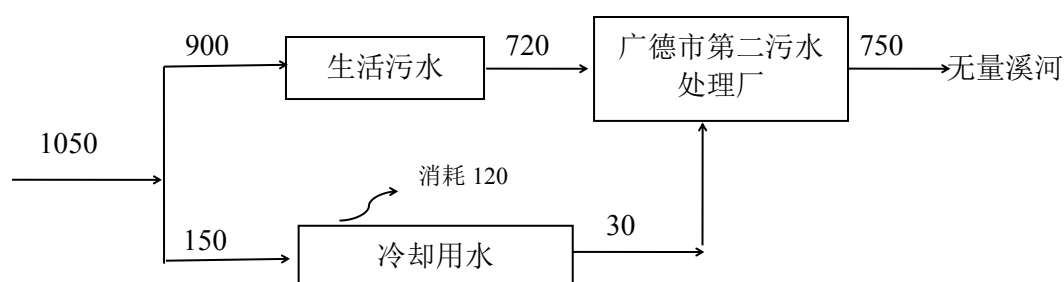 900
生活污水
720
广德市第二污水
处理厂
750
无量溪河
1050
消耗 120
150
冷却用水
30